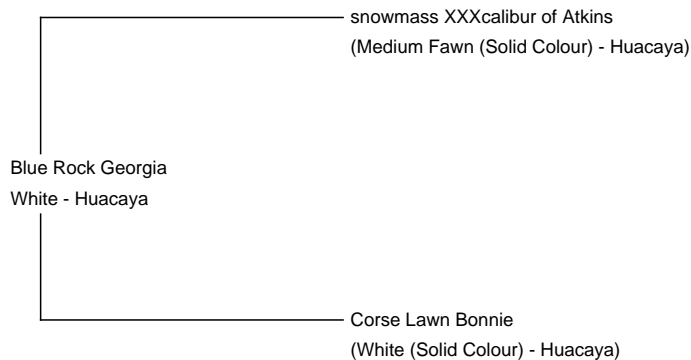 snowmass XXXcalibur of Atkins
(Medium Fawn (Solid Colour) - Huacaya)
Blue Rock Georgia
White - Huacaya
Corse Lawn Bonnie
(White (Solid Colour) - Huacaya)